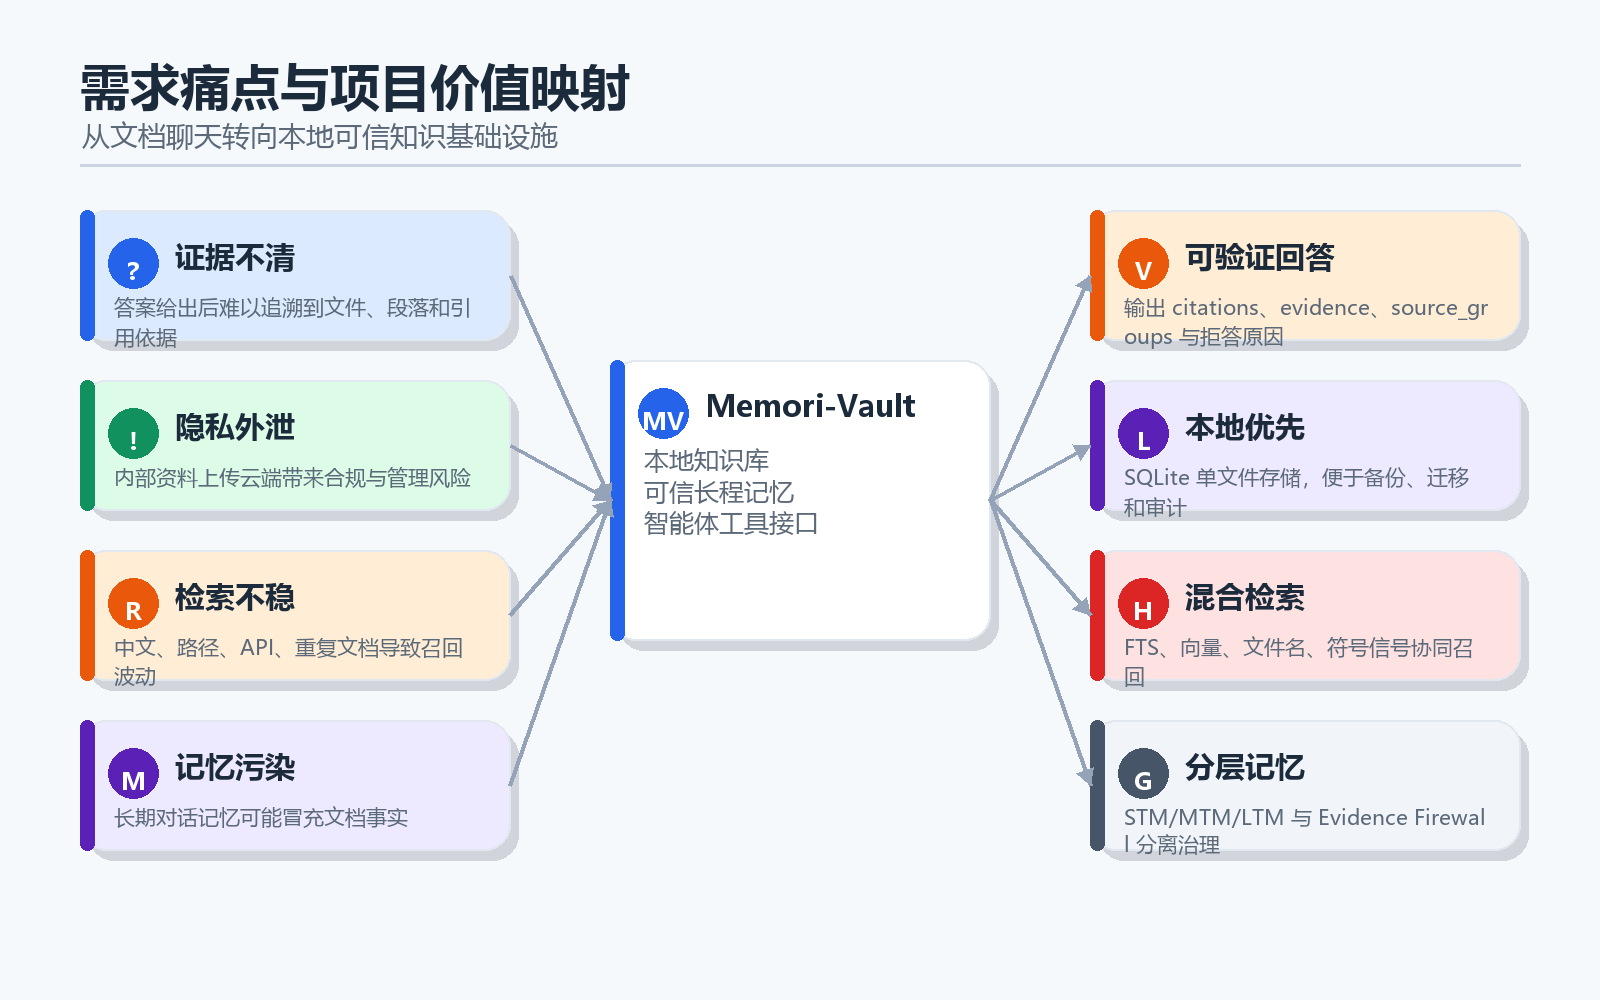 需求痛点与项目价值映射
从文档聊天转向本地可信知识基础设施
?
证据不清
答案给出后难以追溯到文件、段落和引
用依据
!
隐私外泄
内部资料上传云端带来合规与管理风险
R
检索不稳
中文、路径、API、重复文档导致召回
波动
M
记忆污染
长期对话记忆可能冒充文档事实
MV
Memori-Vault
本地知识库
可信长程记忆
智能体工具接口
V
可验证回答
输出 citations、evidence、source_gr
oups 与拒答原因
L
本地优先
SQLite 单文件存储，便于备份、迁移
和审计
H
混合检索
FTS、向量、文件名、符号信号协同召
回
G
分层记忆
STM/MTM/LTM 与 Evidence Firewal
l 分离治理